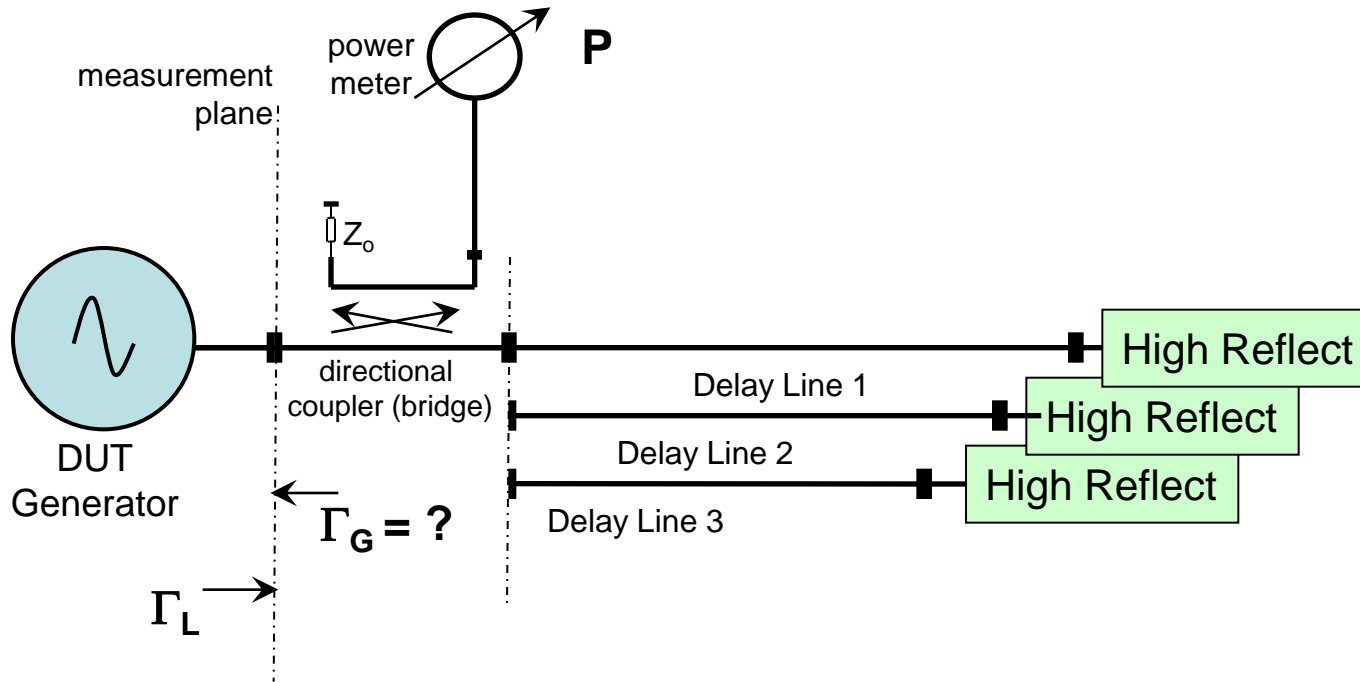 power
meter
P
measurement
plane
Zo
directional
coupler (bridge)
High Reflect
Delay Line 1
High Reflect
Delay Line 2
High Reflect
Delay Line 3
DUT
Generator
ΓG = ?
ΓL